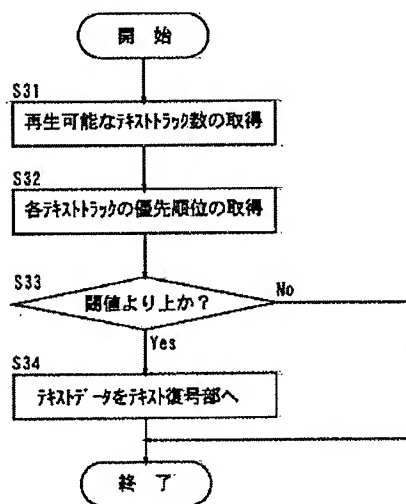 開 始
S31
再生可能なテキストトラック数の取得
S32
各テキストトラックの優先順位の取得
S33
閾値より上か？
No
Yes
S34
テキストデータをテキスト復号部へ
終 了